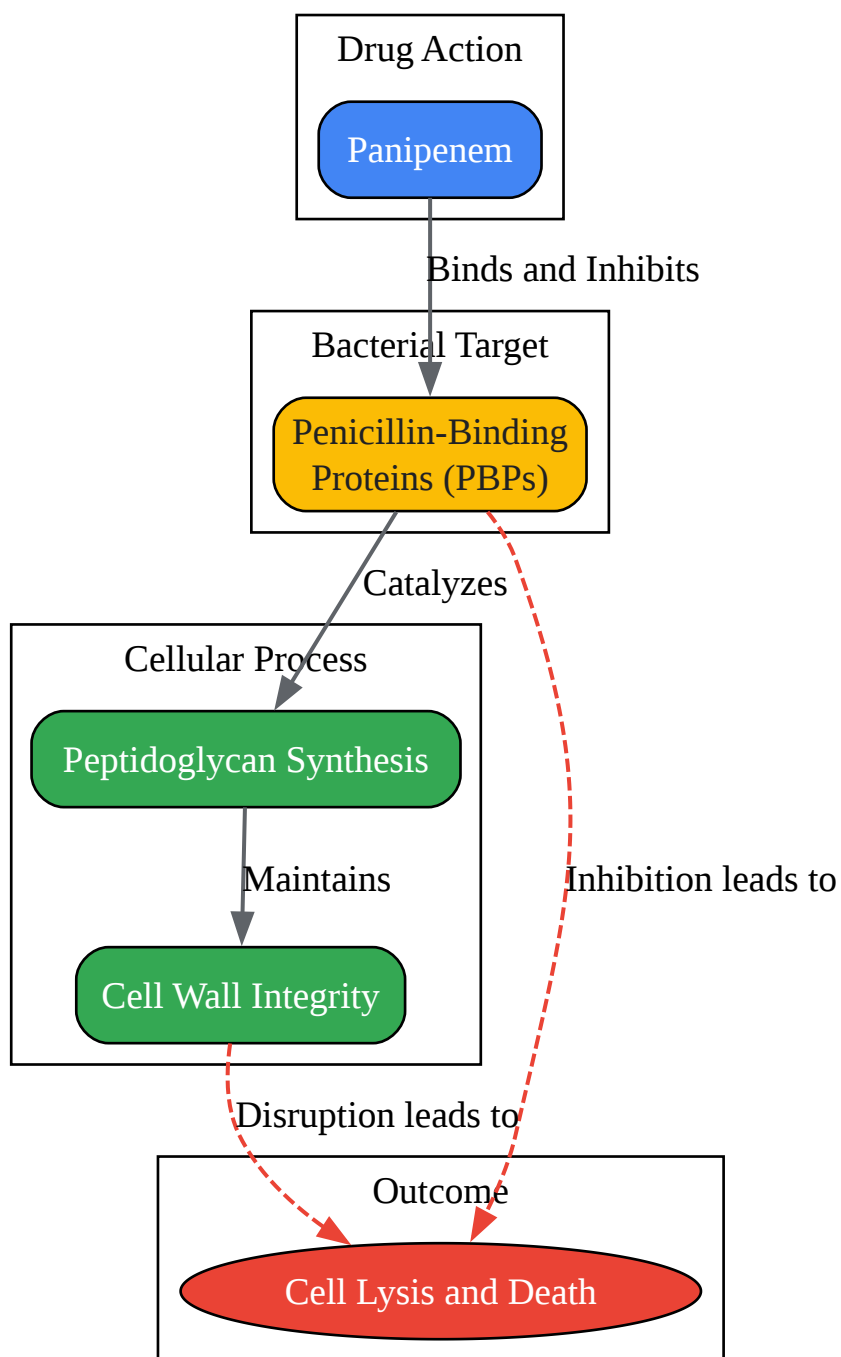 Drug Action
Panipenem
Binds and Inhibits
Bacterial Target
Penicillin-Binding
Proteins (PBPs)
Catalyzes
Cellular Process
Peptidoglycan Synthesis
Maintains
Inhibition leads to
Cell Wall Integrity
Disruption leads to
Outcome
Cell Lysis and Death